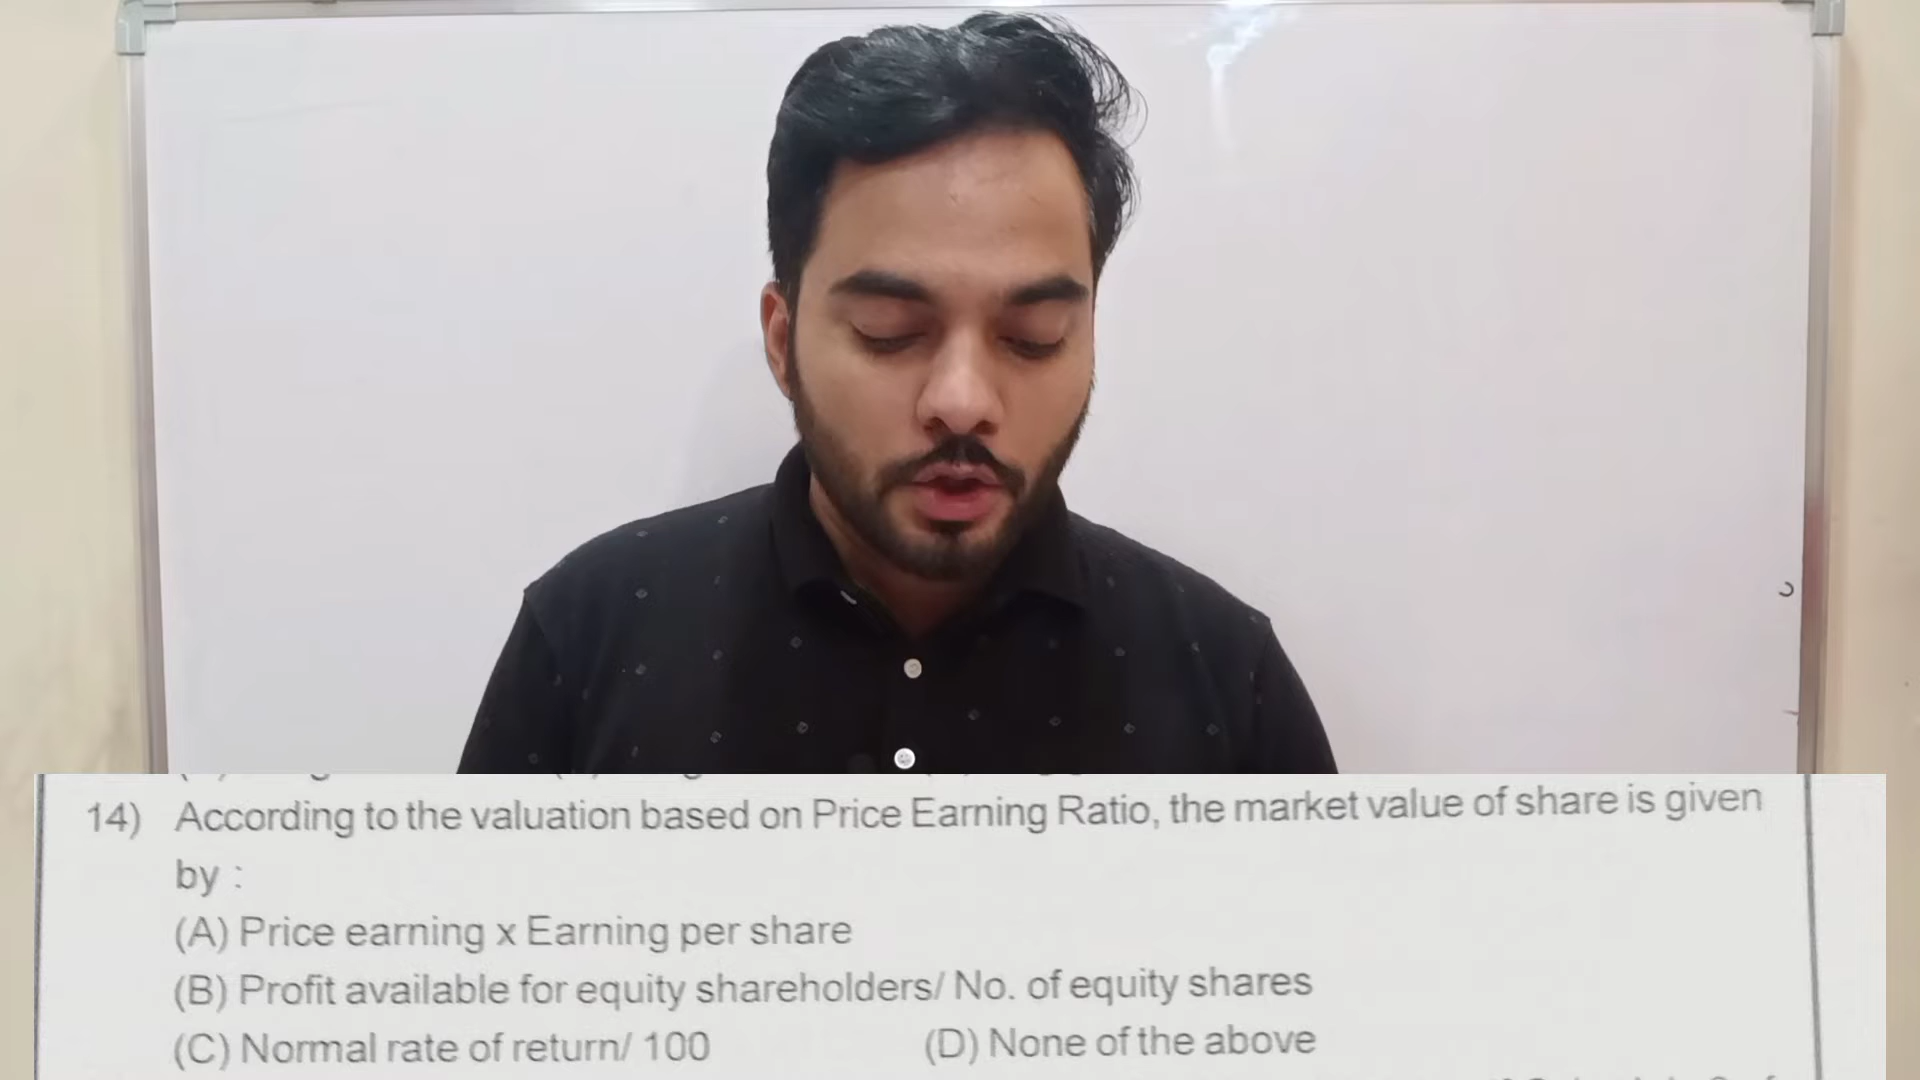 14) According to the valuation based on Price Earning Ratio, the market value of share is given
by :
(A) Price earning x Earning per share
(B) Profit available for equity shareholders/ No. of equity shares
(C) Normal rate of return/ 100 (D) None of the above